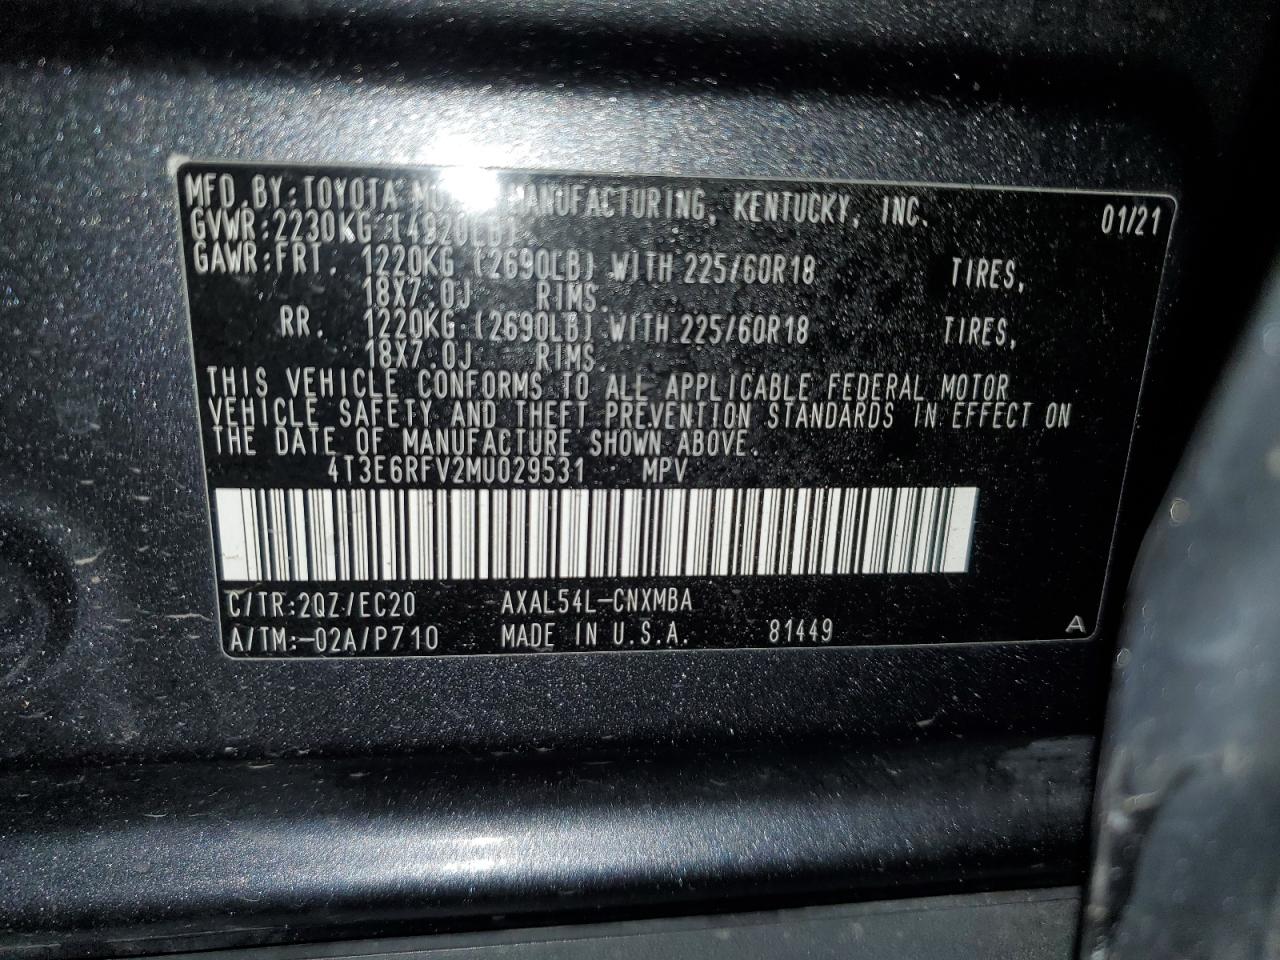 MFD.BY:TOYOTA MOTOR MANUFACTURING, KENTUCKY, INC. 01/21
GVWR:2230KG (4920LB)
GAWR:FRT. 1220KG (2690LB) WITH 225/60R18 TIRES,
18X7.0J RIMS.
RR. 1220KG (2690LB) WITH 225/60R18 TIRES,
18X7.0J RIMS.
THIS VEHICLE CONFORMS TO ALL APPLICABLE FEDERAL MOTOR
VEHICLE SAFETY AND THEFT PREVENTION STANDARDS IN EFFECT ON
THE DATE OF MANUFACTURE SHOWN ABOVE.
4T3E6RFV2MU029531 MPV
C/TR:2QZ/EC20 AXAL54L-CNXMBA
A/TM:-02A/P710 MADE IN U.S.A. 81449 A